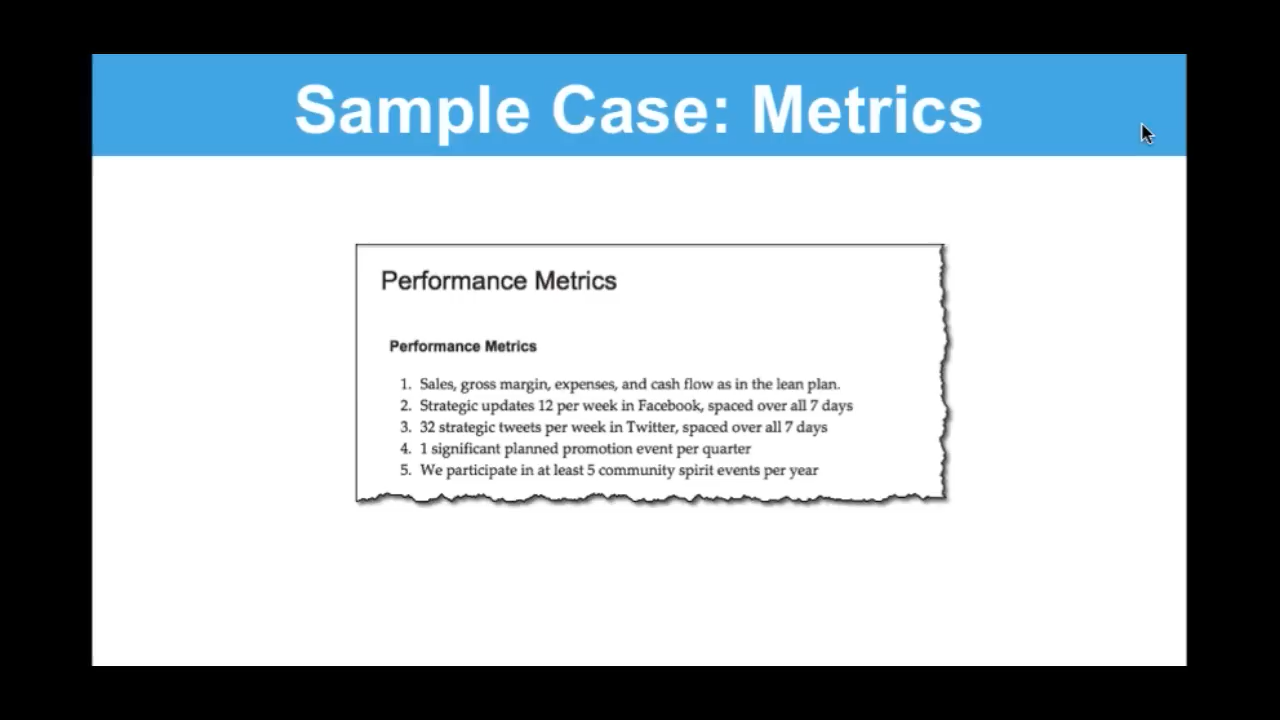 Sample Case: Metrics
Performance Metrics
Performance Metrics
1. Sales, gross margin, expenses, and cash flow as in the lean plan.
2. Strategic updates 12 per week in Facebook, spaced over all 7 days
3. 32 strategic tweets per week in Twitter, spaced over all 7 days
4. 1 significant planned promotion event per quarter
5. We participate in at least 5 community spirit events per year